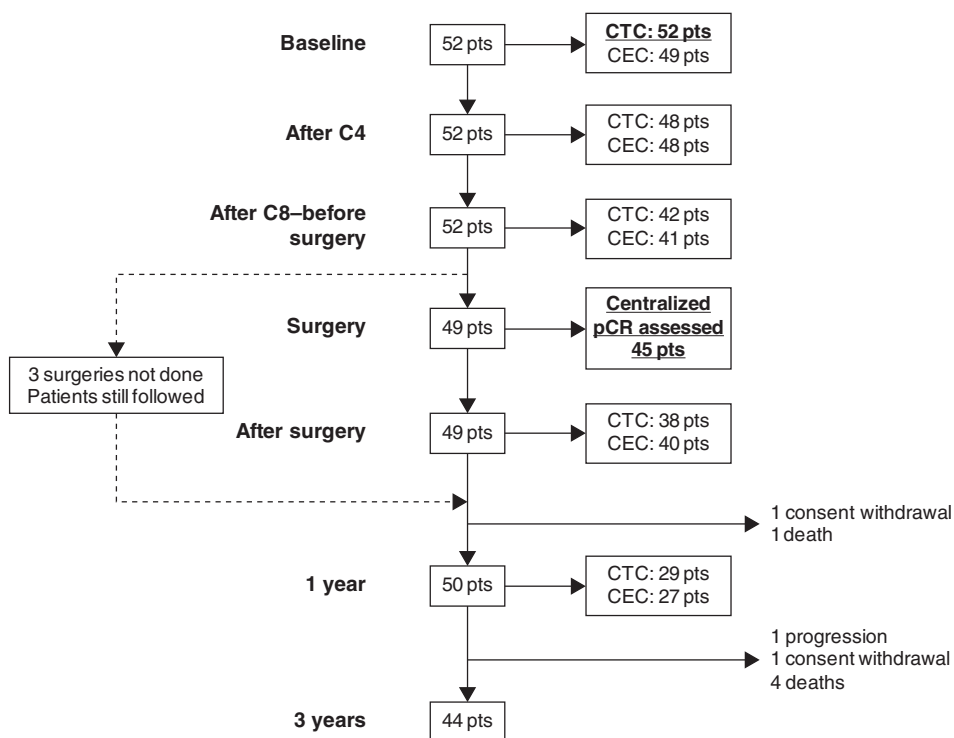 Baseline
52 pts
CTC: 52 pts
CEC: 49 pts
After C4
52 pts
CTC: 48 pts
CEC: 48 pts
After C8–before
surgery
52 pts
CTC: 42 pts
CEC: 41 pts
Surgery
49 pts
Centralized
pCR assessed
45 pts
3 surgeries not done
Patients still followed
After surgery
49 pts
CTC: 38 pts
CEC: 40 pts
1 consent withdrawal
1 death
1 year
50 pts
CTC: 29 pts
CEC: 27 pts
1 progression
1 consent withdrawal
4 deaths
3 years
44 pts